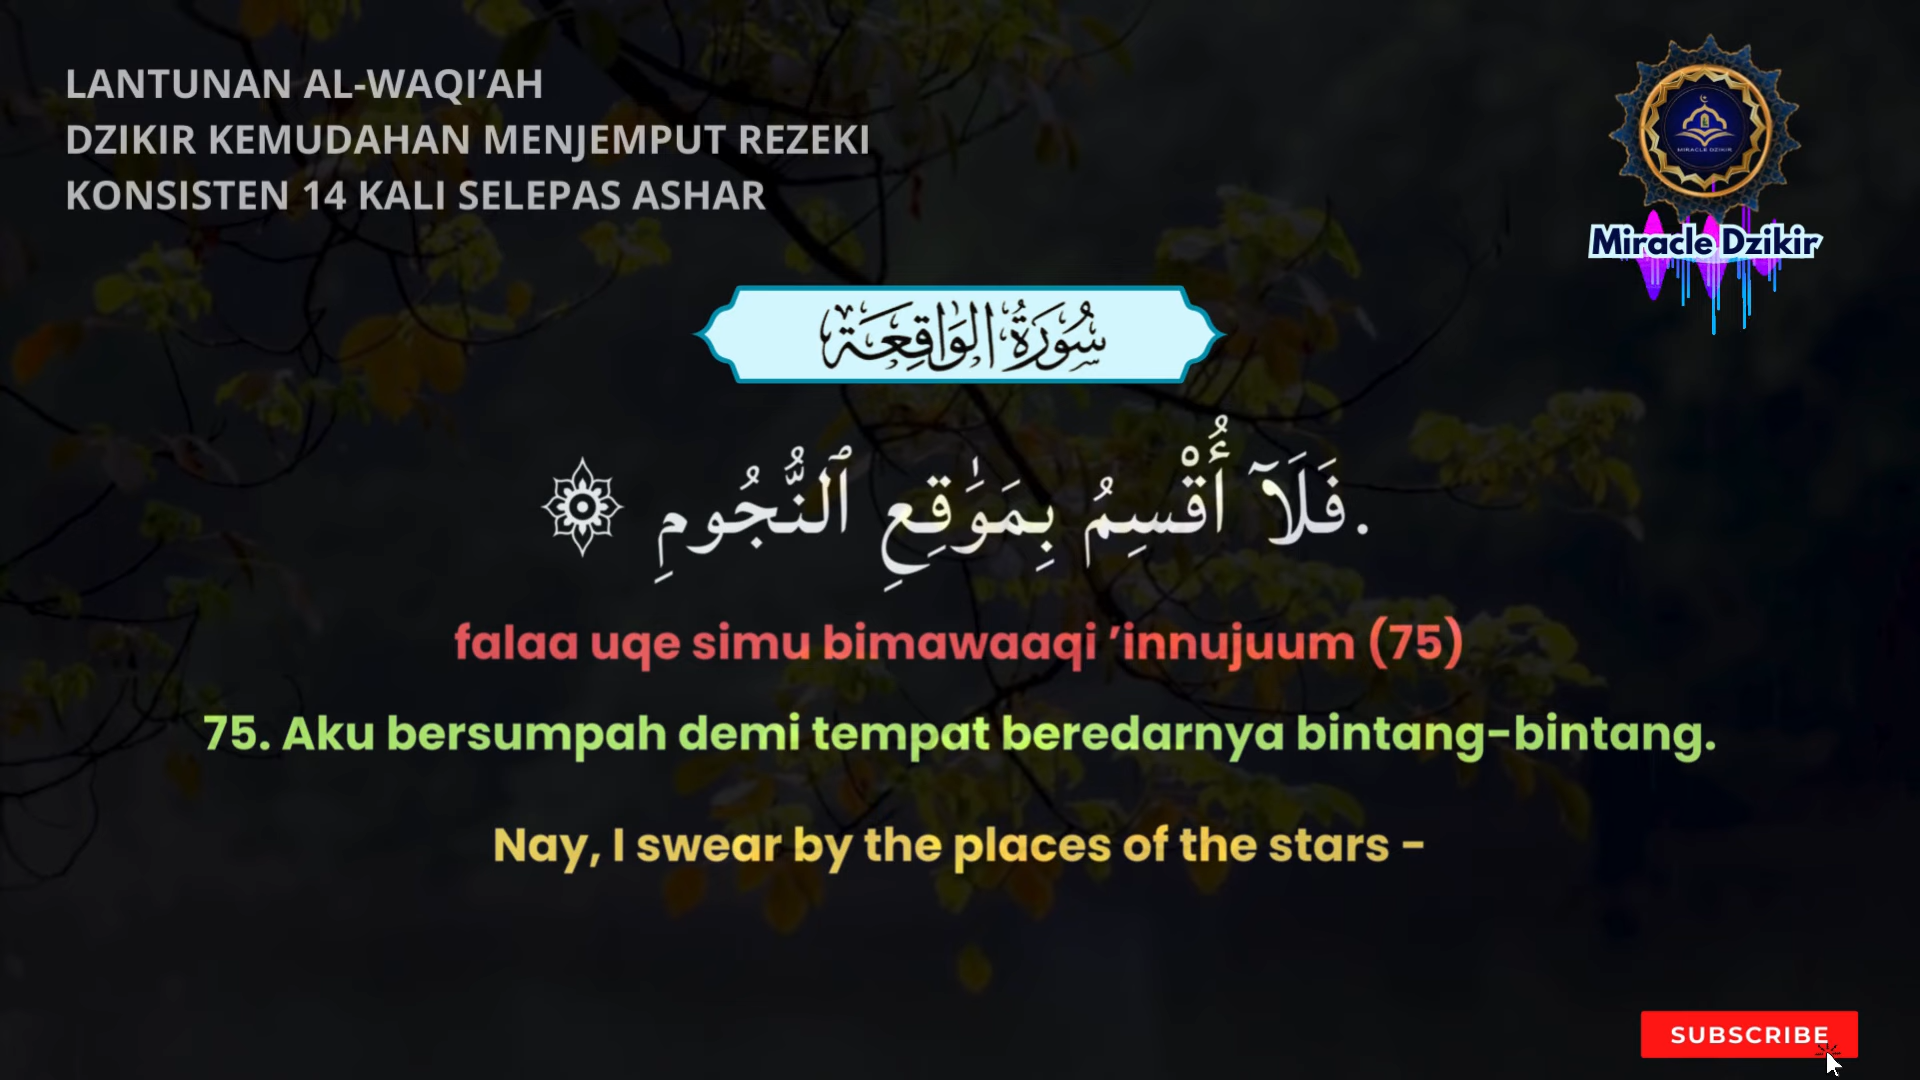 LANTUNAN AL-WAQI’AH
DZIKIR KEMUDAHAN MENJEMPUT REZEKI
KONSISTEN 14 KALI SELEPAS ASHAR
MIRACLE DZIKIR
Miracle Dzikir
سُورَةُ الوَاقِعَة
.فَلَآ أُقْسِمُ بِمَوَٰقِعِ ٱلنُّجُومِ
falaa uqe simu bimawaaqi ’innujuum (75)
75. Aku bersumpah demi tempat beredarnya bintang-bintang.
Nay, I swear by the places of the stars -
SUBSCRIBE